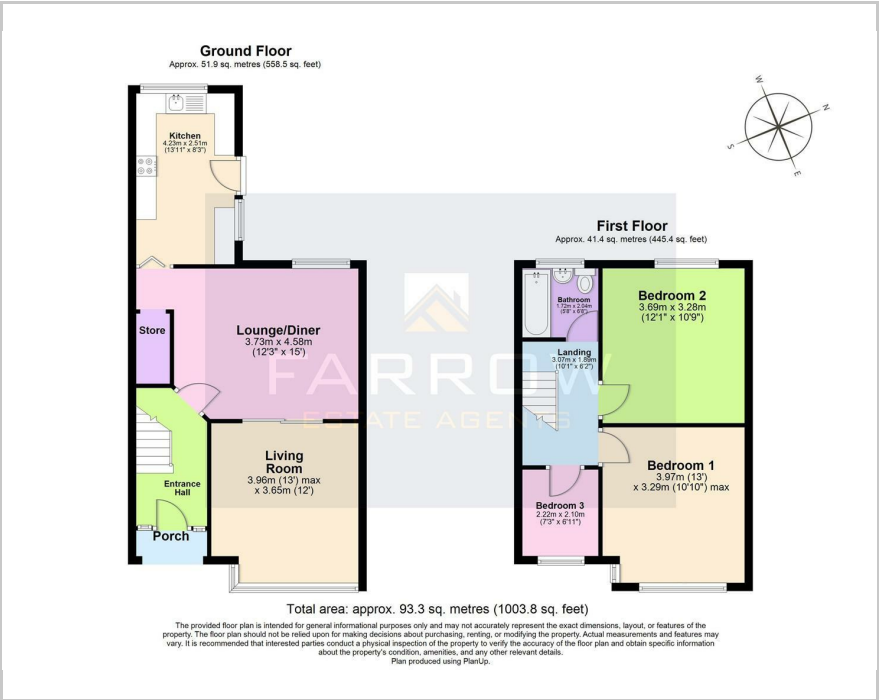 Ground Floor
Approx. 51.9 sq. metres (558.5 sq. feet)
Kitchen
4.23m x 2.51m
(13'11" x 8'3")
Store
Lounge/Diner
3.73m x 4.58m
(12'3" x 15')
Living
Room
3.96m (13') max
x 3.65m (12')
Entrance
Hall
Porch
W
N
S
E
First Floor
Approx. 41.4 sq. metres (445.4 sq. feet)
Bathroom
1.72m x 2.04m
(5'8" x 6'8")
Bedroom 2
3.69m x 3.28m
(12'1" x 10'9")
Landing
3.07m x 1.89m
(10'1" x 6'2")
Bedroom 1
3.97m (13')
x 3.29m (10'10") max
Bedroom 3
2.22m x 2.10m
(7'3" x 6'11")
FARROW
ESTATE AGENTS
Total area: approx. 93.3 sq. metres (1003.8 sq. feet)
The provided floor plan is intended for general informational purposes only and may not accurately represent the exact dimensions, layout, or features of the
property. The floor plan should not be relied upon for making decisions about purchasing, renting, or modifying the property. Actual measurements and features may
vary. It is recommended that interested parties conduct a physical inspection of the property to verify the accuracy of the floor plan and obtain specific information
about the property's condition, amenities, and any other relevant details.
Plan produced using PlanUp.